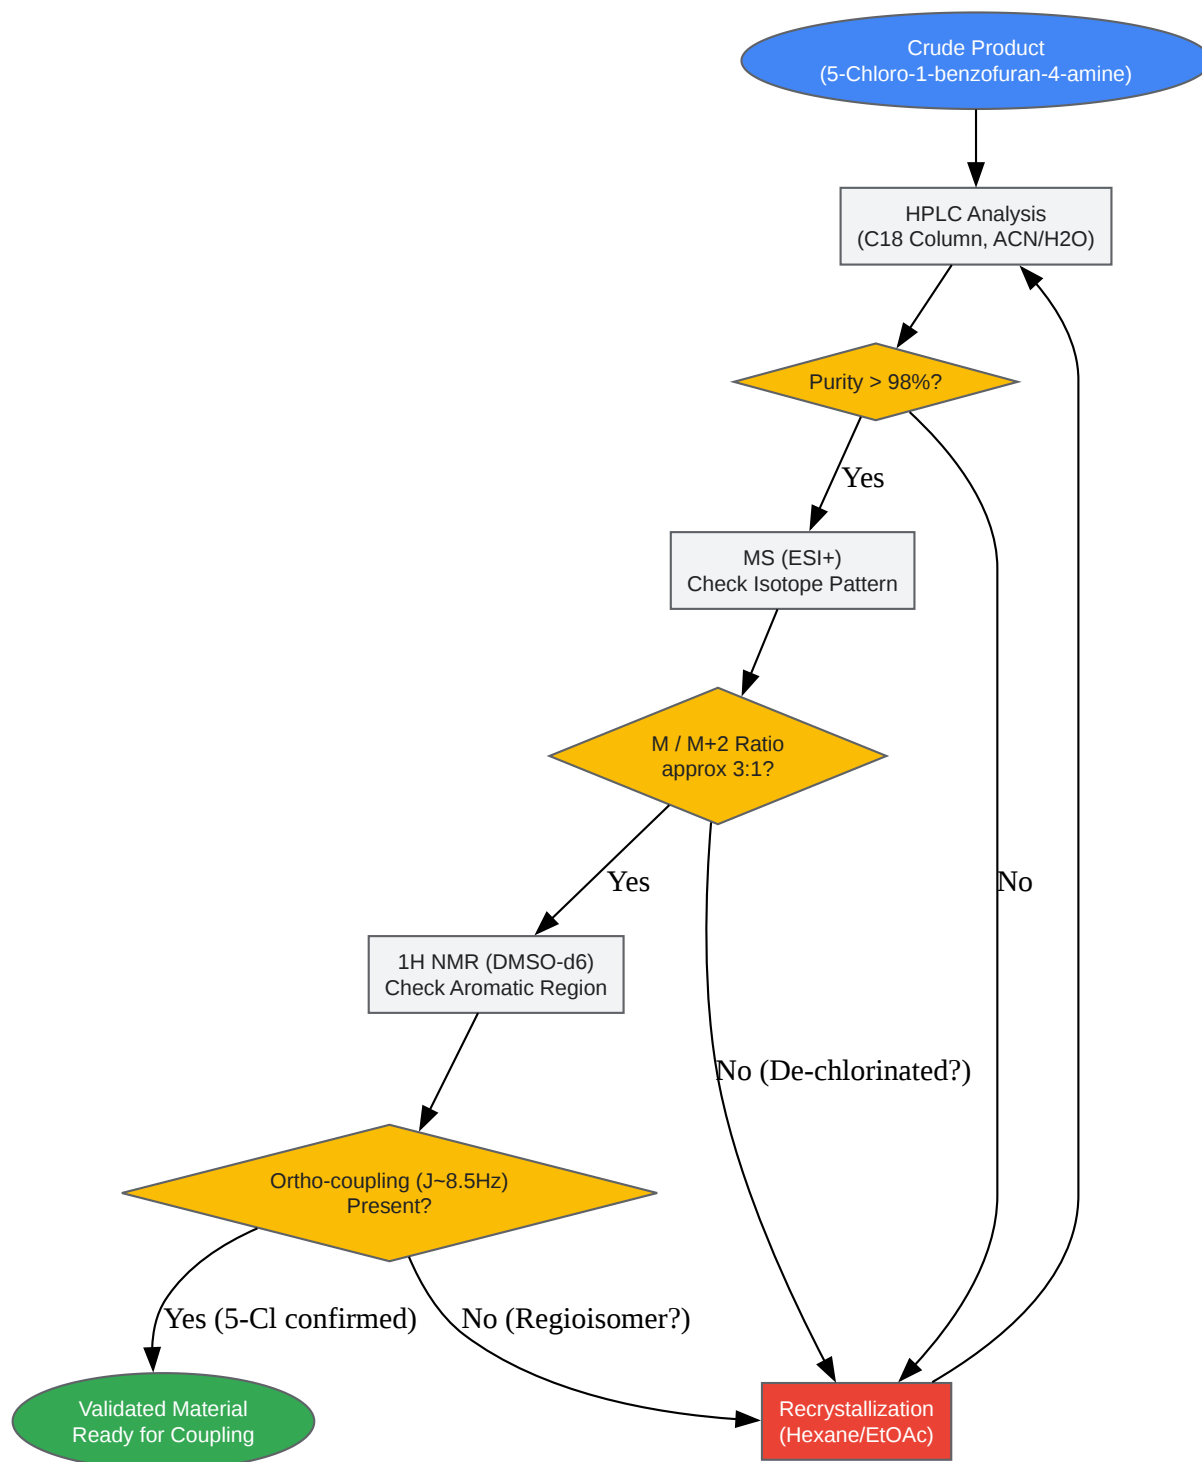 Crude Product
(5-Chloro-1-benzofuran-4-amine)
HPLC Analysis
(C18 Column, ACN/H2O)
Purity > 98%?
Yes
MS (ESI+)
Check Isotope Pattern
M / M+2 Ratio
approx 3:1?
Yes
No
1H NMR (DMSO-d6)
Check Aromatic Region
No (De-chlorinated?)
Ortho-coupling (J~8.5Hz)
Present?
Yes (5-Cl confirmed)
No (Regioisomer?)
Validated Material
Ready for Coupling
Recrystallization
(Hexane/EtOAc)